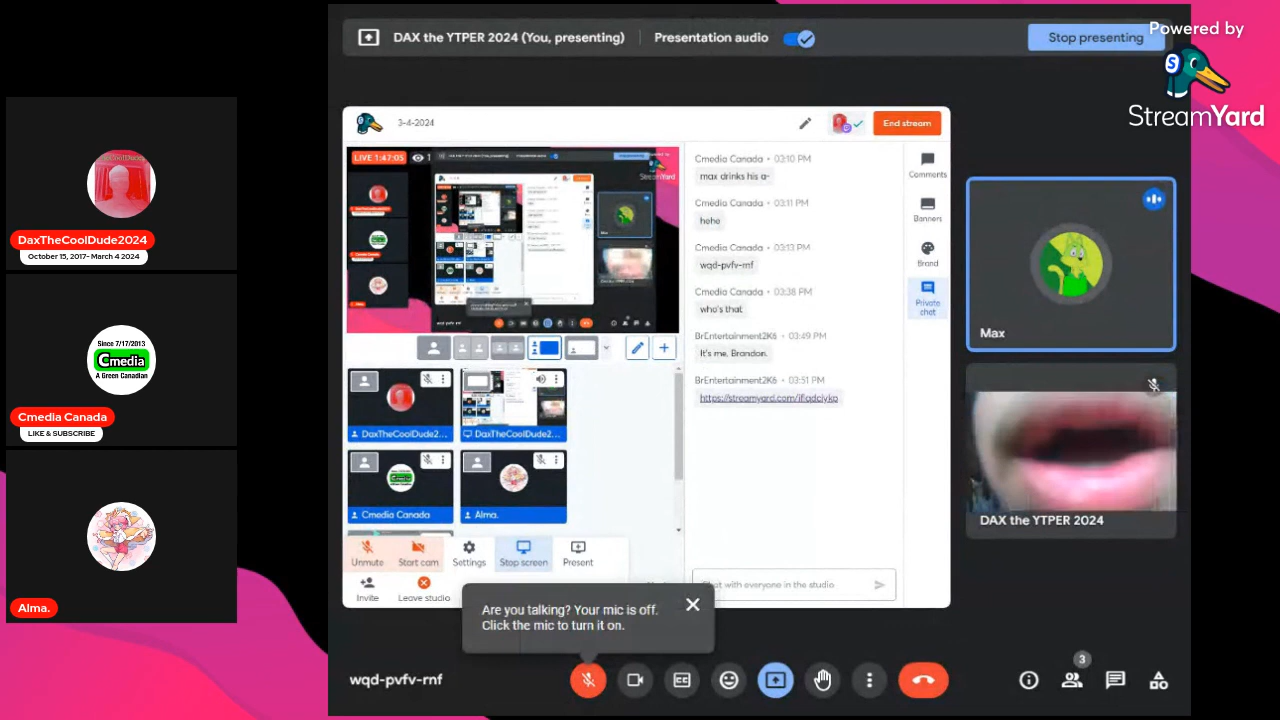 DAX the YTPER 2024 (You, presenting)
Presentation audio
Stop presenting
Powered by
StreamYard
DaxTheCoolDude2024
October 15, 2017- March 4 2024
Since 7/17/2013
Cmedia
A Green Canadian
Cmedia Canada
LIKE & SUBSCRIBE
Alma.
3-4-2024
End stream
LIVE 1:47:05
Cmedia Canada • 03:10 PM
max drinks his a-
Cmedia Canada • 03:11 PM
hehe
Cmedia Canada • 03:13 PM
wqd-pvfv-rnf
Cmedia Canada • 03:38 PM
who's that
BrEntertainment2K6 • 03:49 PM
It's me, Brandon.
BrEntertainment2K6 • 03:51 PM
Comments
Banners
Brand
Private
chat
DaxTheCoolDude2...
DaxTheCoolDude2...
Cmedia Canada
Alma.
Unmute
Start cam
Settings
Stop screen
Present
Invite
Leave studio
Chat with everyone in the studio
Are you talking? Your mic is off.
Click the mic to turn it on.
Max
DAX the YTPER 2024
wqd-pvfv-rnf
3